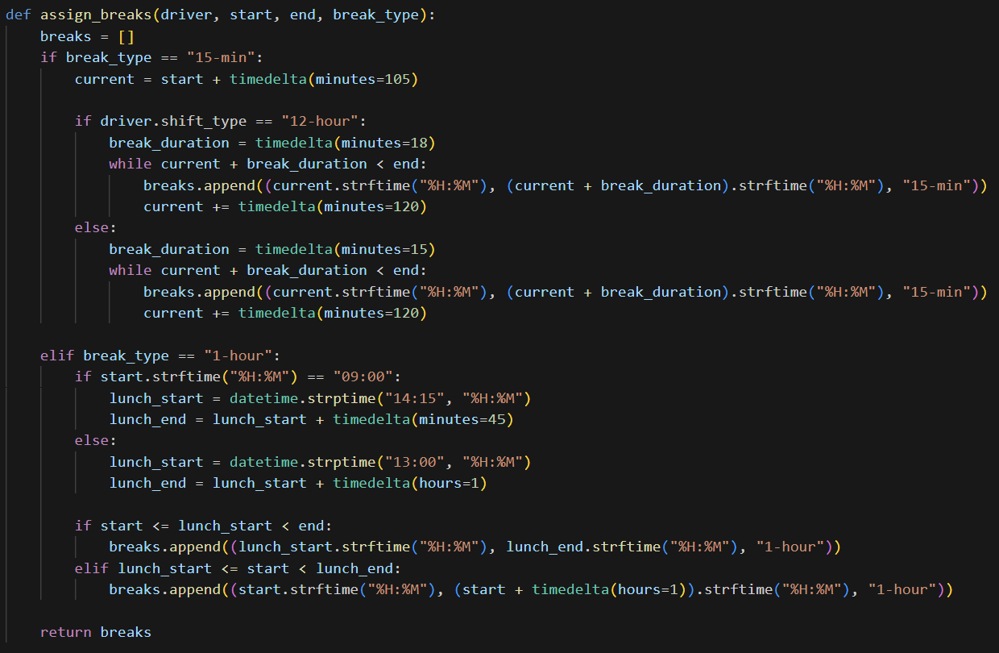 def assign_breaks(driver, start, end, break_type):
    breaks = []
    if break_type == "15-min":
        current = start + timedelta(minutes=105)

        if driver.shift_type == "12-hour":
            break_duration = timedelta(minutes=18)
            while current + break_duration < end:
                breaks.append((current.strftime("%H:%M"), (current + break_duration).strftime("%H:%M"), "15-min"))
                current += timedelta(minutes=120)
        else:
            break_duration = timedelta(minutes=15)
            while current + break_duration < end:
                breaks.append((current.strftime("%H:%M"), (current + break_duration).strftime("%H:%M"), "15-min"))
                current += timedelta(minutes=120)

    elif break_type == "1-hour":
        if start.strftime("%H:%M") == "09:00":
            lunch_start = datetime.strptime("14:15", "%H:%M")
            lunch_end = lunch_start + timedelta(minutes=45)
        else:
            lunch_start = datetime.strptime("13:00", "%H:%M")
            lunch_end = lunch_start + timedelta(hours=1)

        if start <= lunch_start < end:
            breaks.append((lunch_start.strftime("%H:%M"), lunch_end.strftime("%H:%M"), "1-hour"))
        elif lunch_start <= start < lunch_end:
            breaks.append((start.strftime("%H:%M"), (start + timedelta(hours=1)).strftime("%H:%M"), "1-hour"))

    return breaks